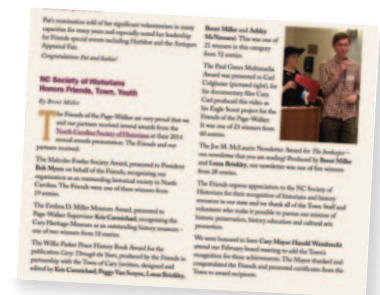 Pat's nomination told of her significant volunteerism in many
capacities for many years and especially noted her leadership
for Friends special events including Herbfest and the Antiques
Appraisal Fair.
Congratulations Pat and
NC Society of Historians
Honors Friends, Town, Youth
By Brent Miller
The Friends of the Page-Walker are very proud that we
and our partners received several awards from the
North Carolina Society of Historians at their 2014
annual awards presentation. The Friends and our
partners received:
The Malcolm Fowler Society Award, presented to President
Bob Myers on behalf of the Friends, recognizing our
organization as an outstanding historical society in North
Carolina. The Friends were one of three winners from
19 entries.
The Evelina D. Miller Museum Award, presented to
Page-Walker Supervisor Kris Carmichael, recognizing the
Cary Heritage Museum as an outstanding history museum –
one of two winners from 10 entries.
The Willie Parker Peace History Book Award for the
publication Cary: Through the Years, produced by the Friends in
partnership with the Town of Cary (written, designed and
edited by Kris Carmichael, Peggy Van Scoyoc, Leesa Brinkley,
Brent Miller and Ashley
McNamara). This was one of
21 winners in this category
from 72 entries.
The Paul Green Multimedia
Award was presented to Carl
(pictured right), for
his documentary film Cary.
Carl produced this video as
his Eagle Scout project for the
Friends of the Page-Walker.
It was one of 23 winners from
60 entries.
The Joe M. McLaurin Newsletter Award for The Innkeeper –
our newsletter that you are reading! Produced by Brent Miller
and Leesa Brinkley, our newsletter was one of five winners
from 28 entries.
The Friends express appreciation to the NC Society of
Historians for their recognition of historians and history
resources in our state and we thank all of the Town Staff and
volunteers who make it possible to pursue our mission of
historic preservation, history education and cultural arts
promotion.
We were honored to have Cary Mayor Harold Weinbrecht
attend our February board meeting to add the Town's
recognition for these achievements. The Mayor thanked and
congratulated the Friends and presented certificates from the
Town to award recipients.